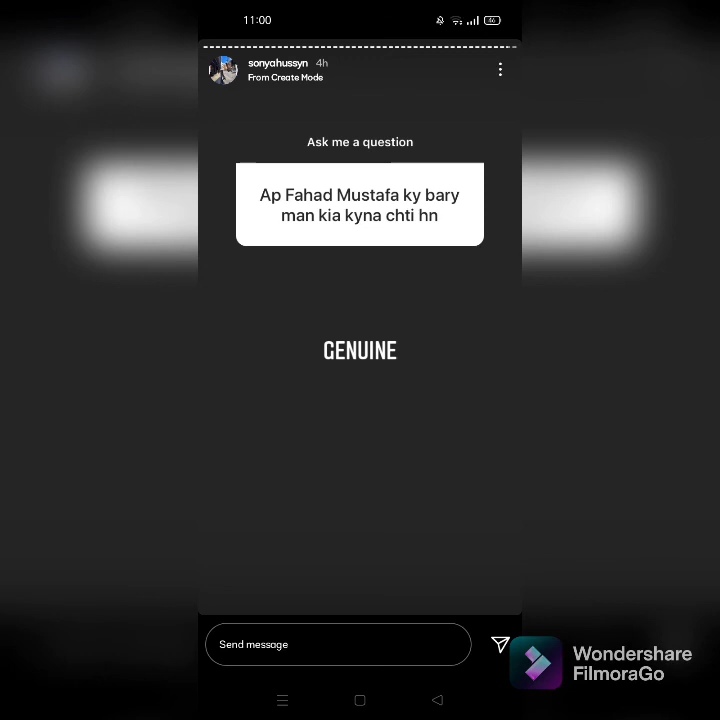 11:00
46
sonyahussyn 4h
From Create Mode
Ask me a question
Ap Fahad Mustafa ky bary
man kia kyna chti hn
GENUINE
Send message
Wondershare
FilmoraGo